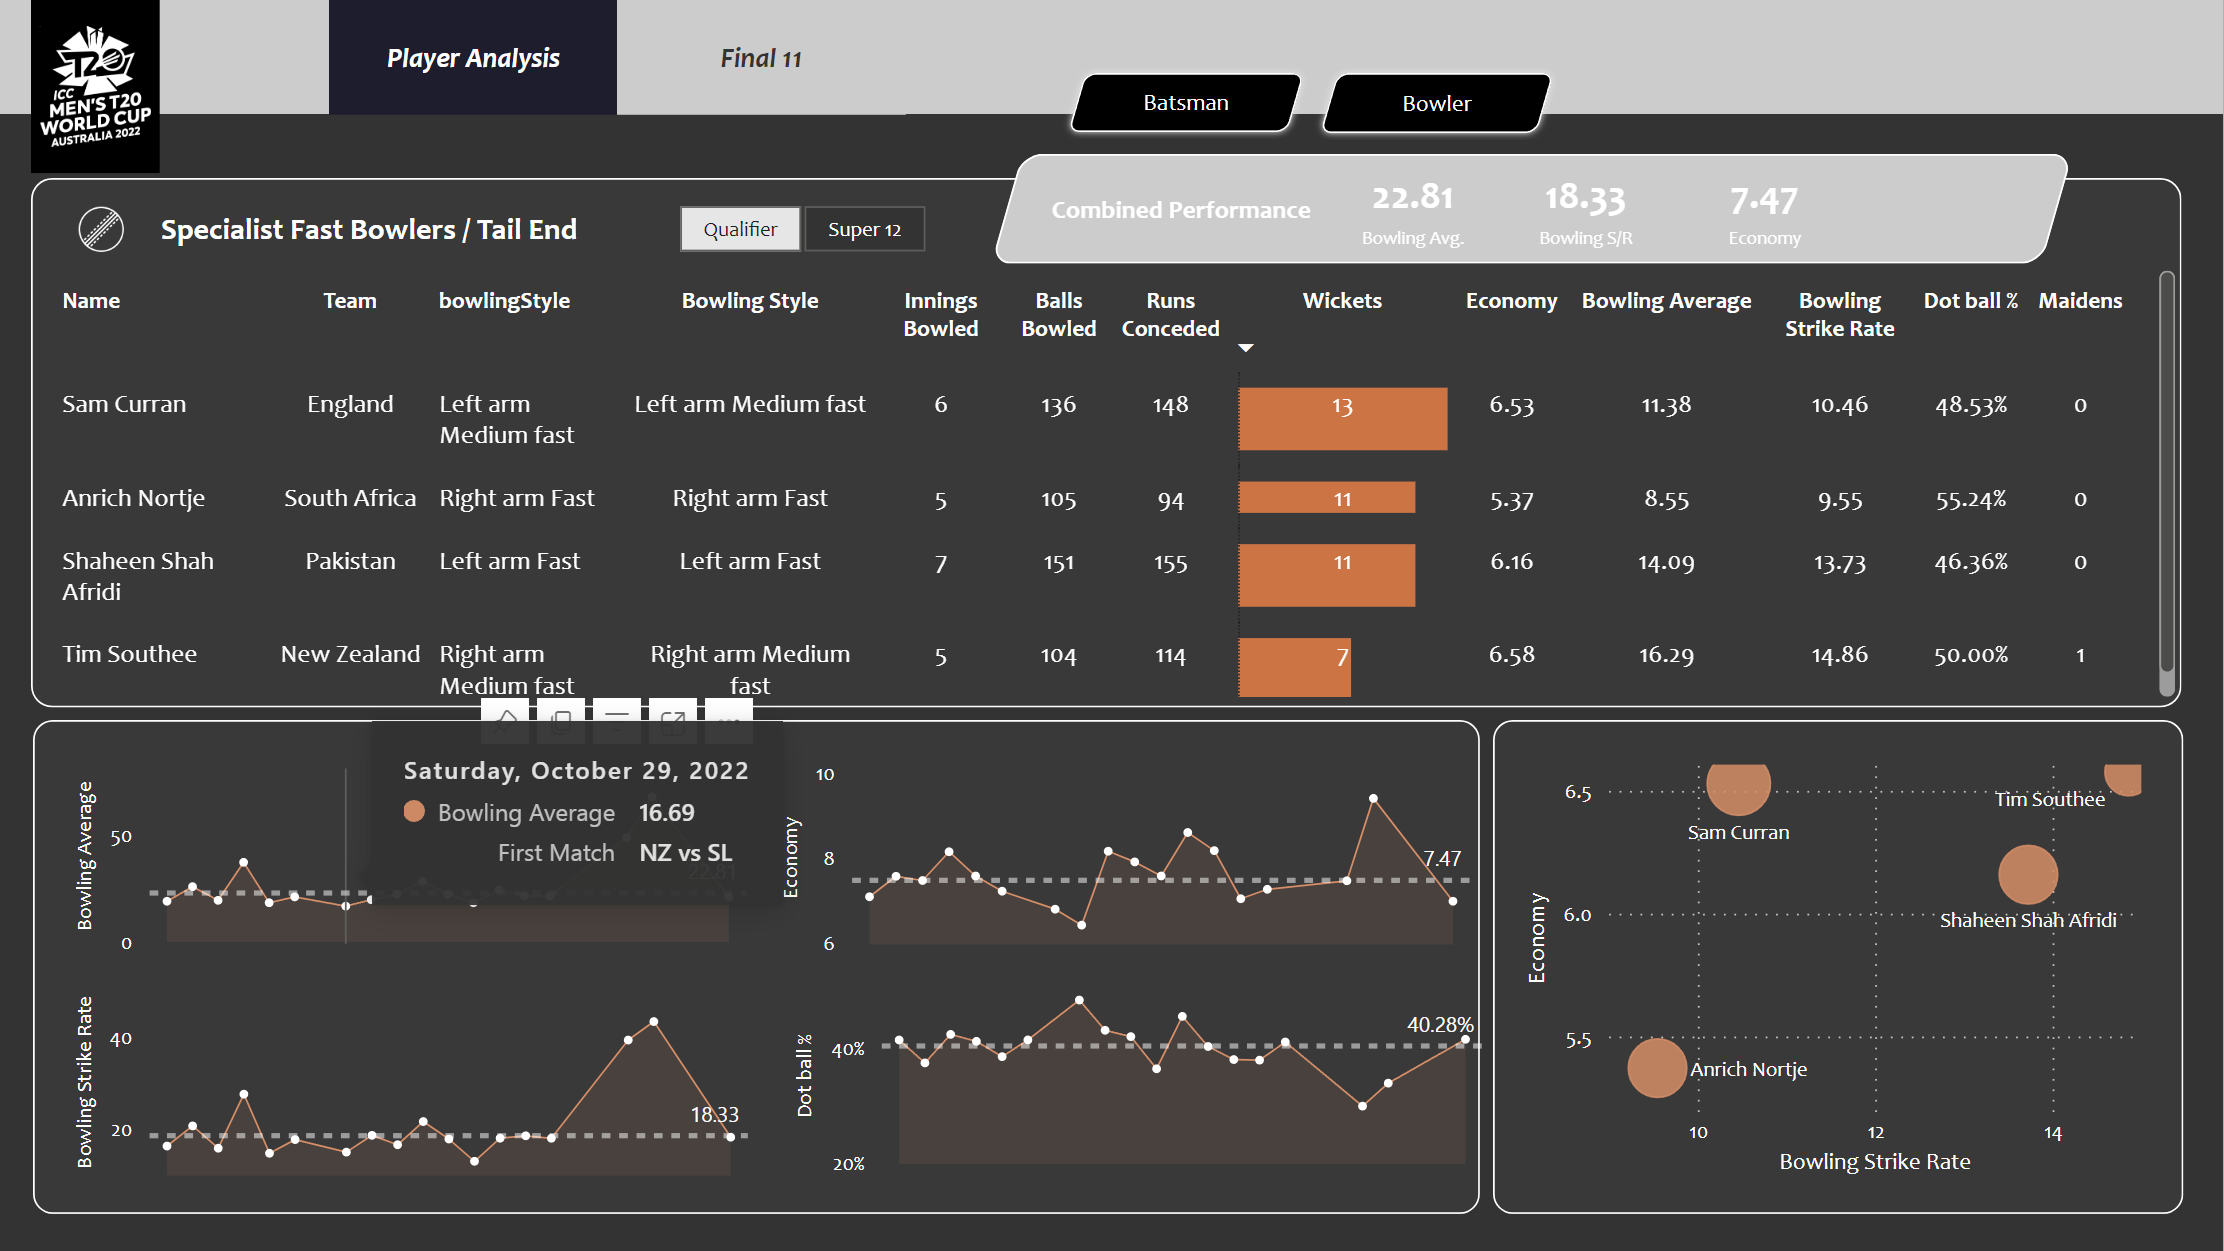 Player Analysis
Final 11
Batsman
Bowler
ICC
MEN'S T20
WORLD CUP
AUSTRALIA 2022
Specialist Fast Bowlers / Tail End
Qualifier
Super 12
Combined Performance
22.81
Bowling Avg.
18.33
Bowling S/R
7.47
Economy
Name Team bowlingStyle Bowling Style Innings Bowled Balls Bowled Runs Conceded Wickets Economy Bowling Average Bowling Strike Rate Dot ball % Maidens
Sam Curran England Left arm Medium fast Left arm Medium fast 6 136 148 13 6.53 11.38 10.46 48.53% 0
Anrich Nortje South Africa Right arm Fast Right arm Fast 5 105 94 11 5.37 8.55 9.55 55.24% 0
Shaheen Shah Afridi Pakistan Left arm Fast Left arm Fast 7 151 155 11 6.16 14.09 13.73 46.36% 0
Tim Southee New Zealand Right arm Medium fast Right arm Medium fast 5 104 114 7 6.58 16.29 14.86 50.00% 1
Saturday, October 29, 2022
Bowling Average 16.69
First Match NZ vs SL
Bowling Average
50
0
22.81
Economy
10
8
6
7.47
Bowling Strike Rate
40
20
18.33
Dot ball %
40%
20%
40.28%
Economy
6.5
6.0
5.5
Tim Southee
Sam Curran
Shaheen Shah Afridi
Anrich Nortje
10
12
14
Bowling Strike Rate